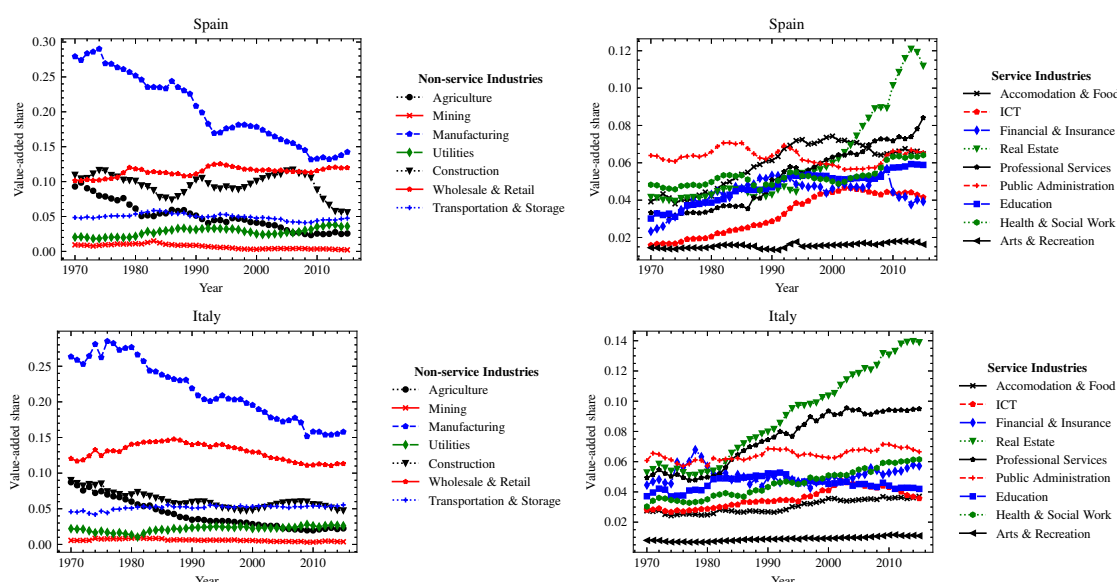 Spain
0.30
0.25
0.20
0.15
0.10
0.05
0.00
Value-added share
1970 1980 1990 2000 2010
Year
Non-service Industries
Agriculture
Mining
Manufacturing
Utilities
Construction
Wholesale & Retail
Transportation & Storage
Spain
0.12
0.10
0.08
0.06
0.04
0.02
Value-added share
1970 1980 1990 2000 2010
Year
Service Industries
Accomodation & Food
ICT
Financial & Insurance
Real Estate
Professional Services
Public Administration
Education
Health & Social Work
Arts & Recreation
Italy
0.25
0.20
0.15
0.10
0.05
0.00
Value-added share
1970 1980 1990 2000 2010
Year
Non-service Industries
Agriculture
Mining
Manufacturing
Utilities
Construction
Wholesale & Retail
Transportation & Storage
Italy
0.14
0.12
0.10
0.08
0.06
0.04
0.02
Value-added share
1970 1980 1990 2000 2010
Year
Service Industries
Accomodation & Food
ICT
Financial & Insurance
Real Estate
Professional Services
Public Administration
Education
Health & Social Work
Arts & Recreation